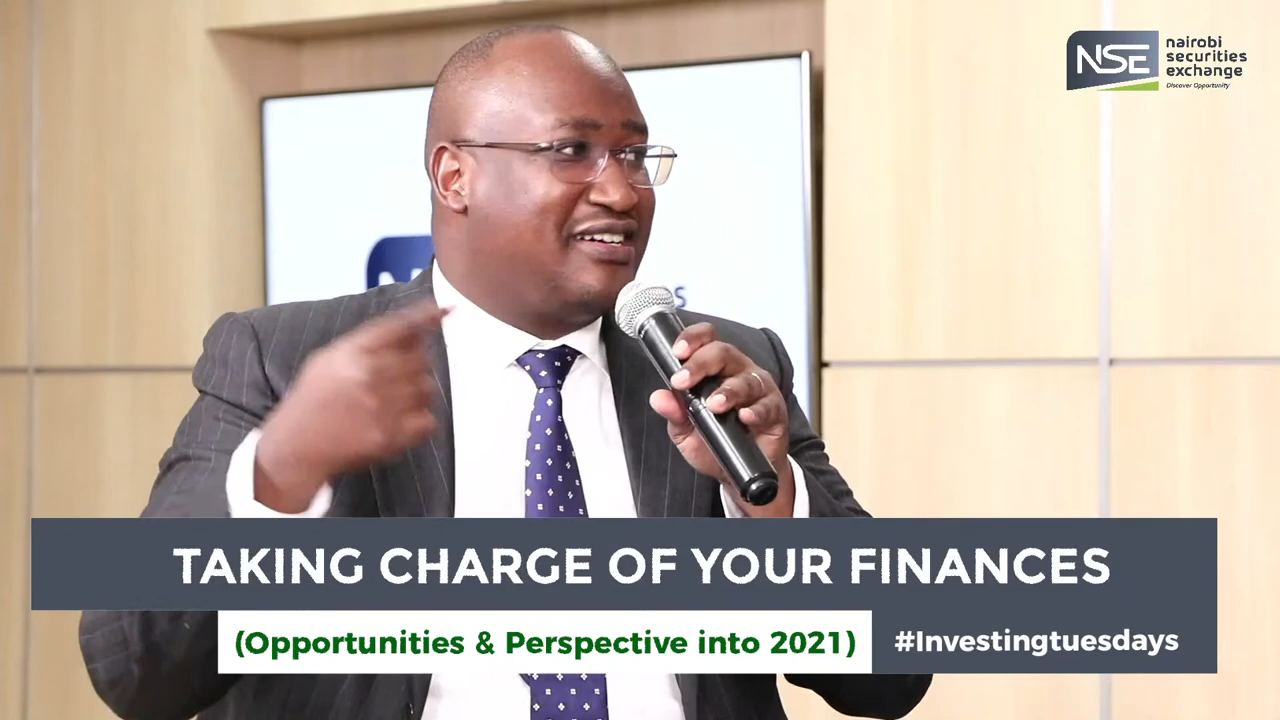 NSE
nairobi
securities
exchange
Discover Opportunity
TAKING CHARGE OF YOUR FINANCES
(Opportunities & Perspective into 2021)
#Investingtuesdays